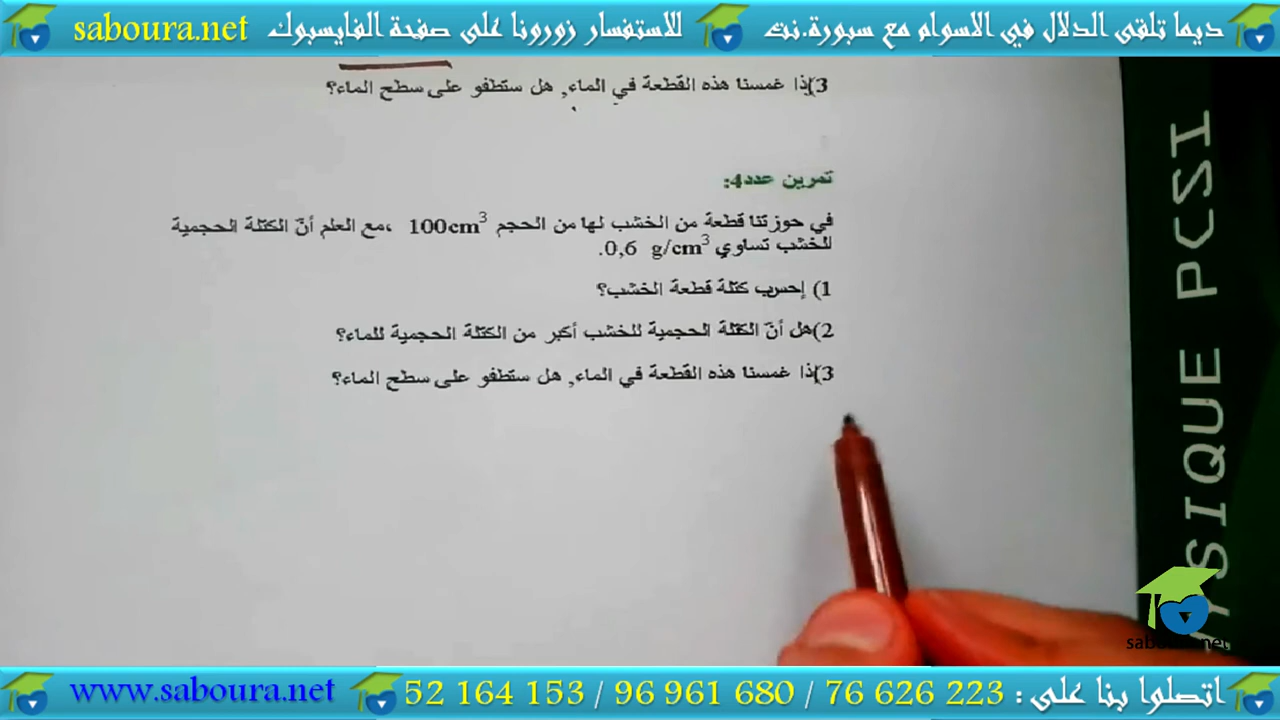 ديما تلقى الدلال في الاسوام مع سبورة.نت للاستفسار زورونا على صفحة الفايسبوك saboura.net
3)إذا غمسنا هذه القطعة في الماء, هل ستطفو على سطح الماء؟
تمرين عدد4:
في حوزتنا قطعة من الخشب لها من الحجم 100cm³ ،مع العلم أنّ الكتلة الحجمية
للخشب تساوي 0,6 g/cm³.
1) إحسب كتلة قطعة الخشب؟
2)هل أنّ الكتلة الحجمية للخشب أكبر من الكتلة الحجمية للماء؟
3)إذا غمسنا هذه القطعة في الماء, هل ستطفو على سطح الماء؟
YSIQUE PCSI
saboura.net
اتصلوا بنا على : 52 164 153 / 96 961 680 / 76 626 223 www.saboura.net